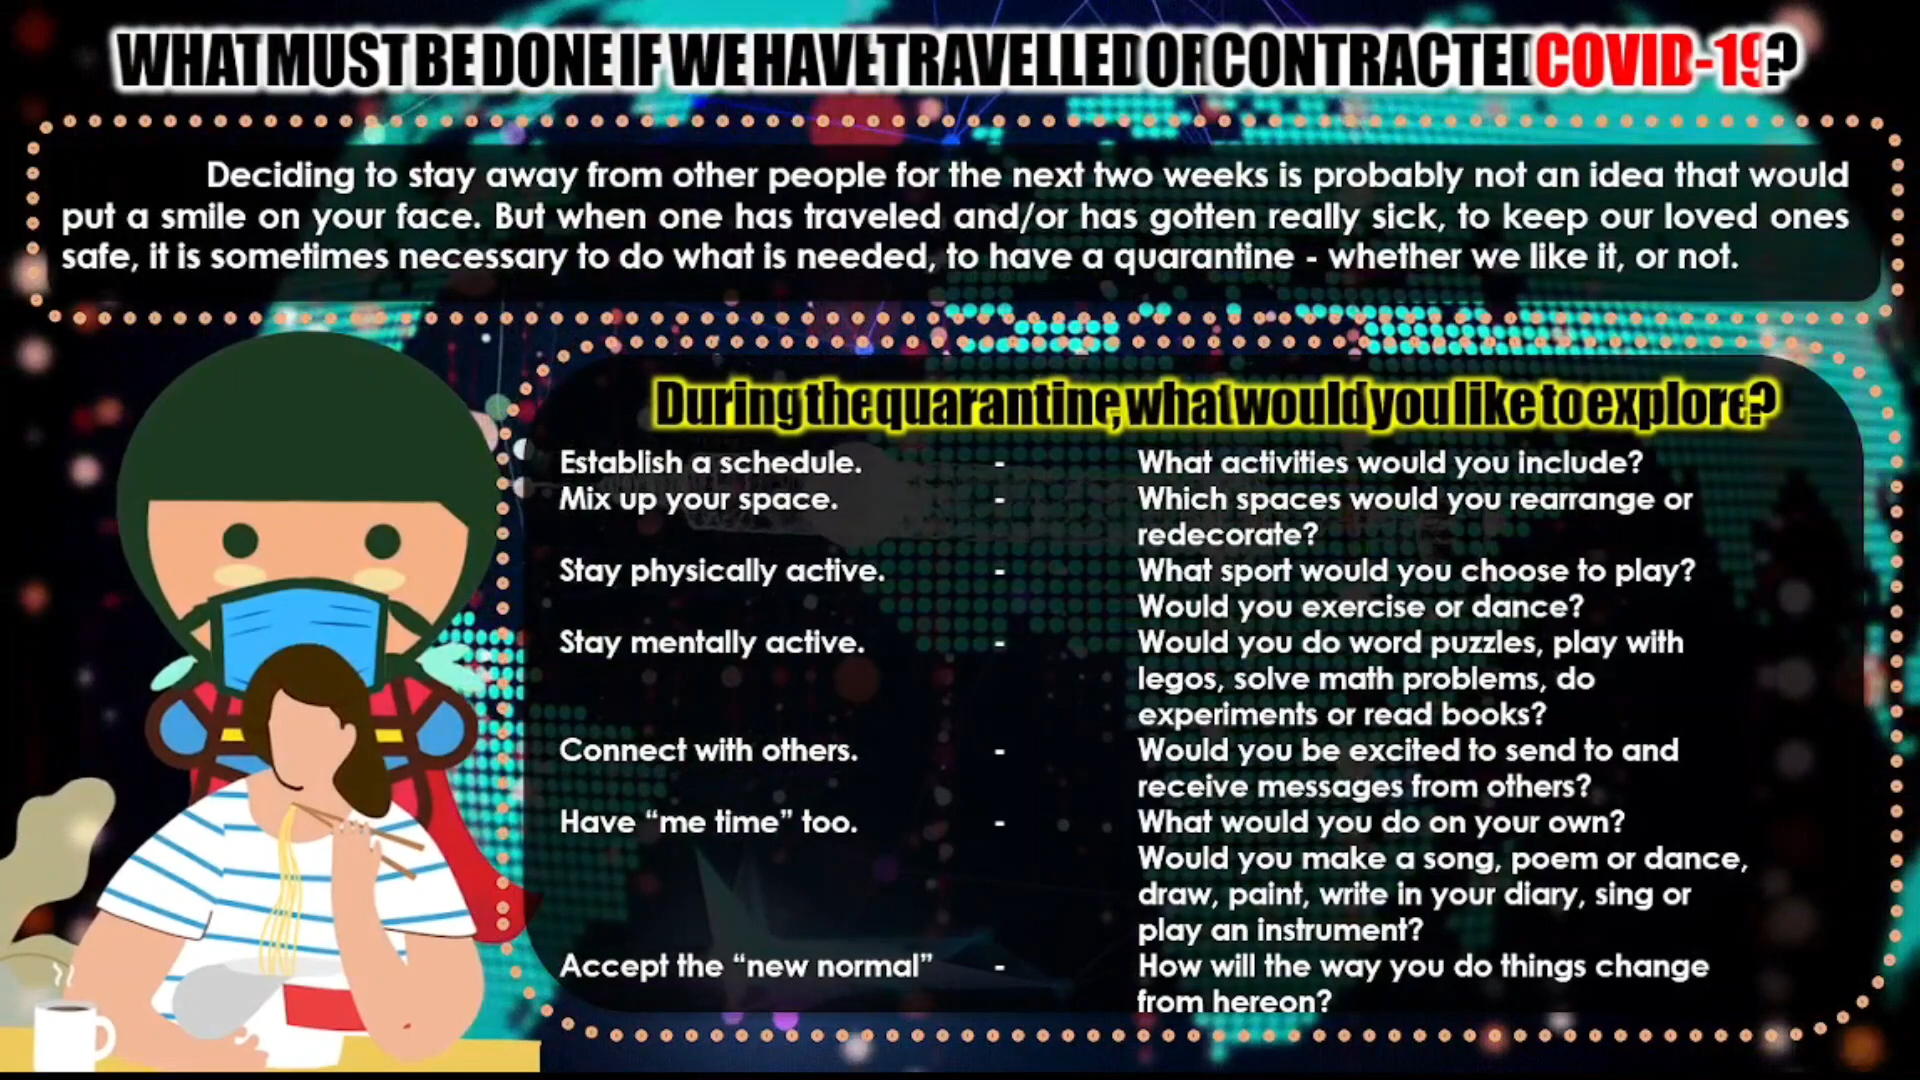 WHAT MUST BE DONE IF WE HAVE TRAVELLED OR CONTRACTED COVID-19?
Deciding to stay away from other people for the next two weeks is probably not an idea that would
put a smile on your face. But when one has traveled and/or has gotten really sick, to keep our loved ones
safe, it is sometimes necessary to do what is needed, to have a quarantine - whether we like it, or not.
During the quarantine, what would you like to explore?
Establish a schedule. - What activities would you include?
Mix up your space. - Which spaces would you rearrange or
redecorate?
Stay physically active. - What sport would you choose to play?
Would you exercise or dance?
Stay mentally active. - Would you do word puzzles, play with
legos, solve math problems, do
experiments or read books?
Connect with others. - Would you be excited to send to and
receive messages from others?
Have “me time” too. - What would you do on your own?
Would you make a song, poem or dance,
draw, paint, write in your diary, sing or
play an instrument?
Accept the “new normal” - How will the way you do things change
from hereon?